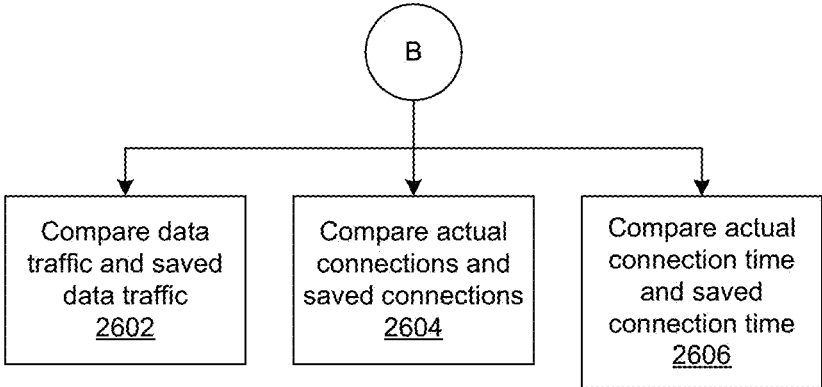 B
Compare data
traffic and saved
data traffic
2602
Compare actual
connections and
saved connections
2604
Compare actual
connection time
and saved
connection time
2606